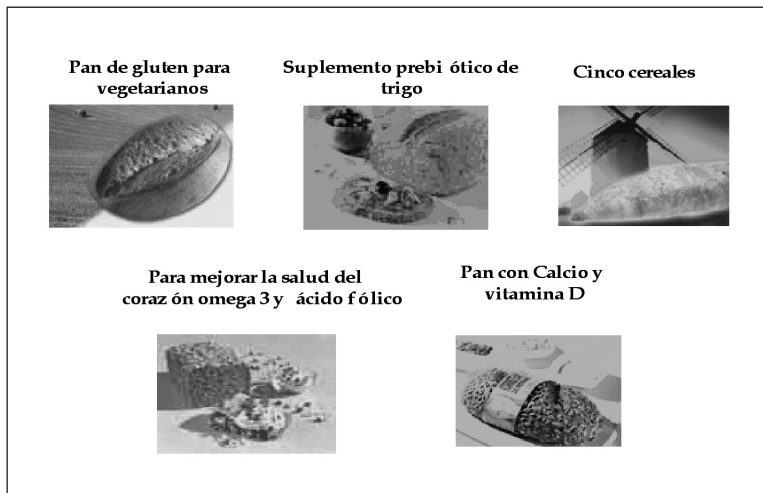 Pan de gluten para
vegetarianos
Suplemento prebi ótico de
trigo
Cinco cereales
Para mejorar la salud del
coraz ón omega 3 y ácido f ólico
Pan con Calcio y
vitamina D